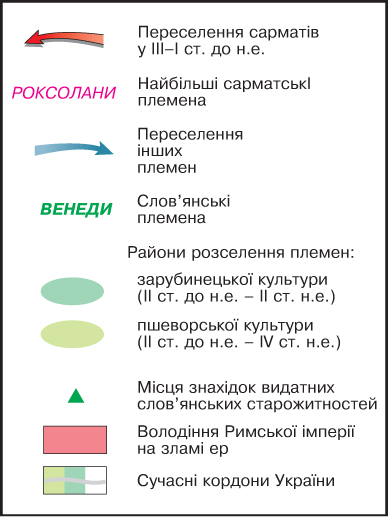 Переселення сарматів
у III–I ст. до н.е.
РОКСОЛАНИ
Найбільші сарматськІ
племена
Переселення
інших
племен
ВЕНЕДИ
Слов’янські
племена
Райони розселення племен:
зарубинецької культури
(II ст. до н.е. – II ст. н.е.)
пшеворської культури
(II ст. до н.е. – IV ст. н.е.)
Місця знахідок видатних
слов’янських старожитностей
Володіння Римської імперії
на зламі ер
Сучасні кордони України